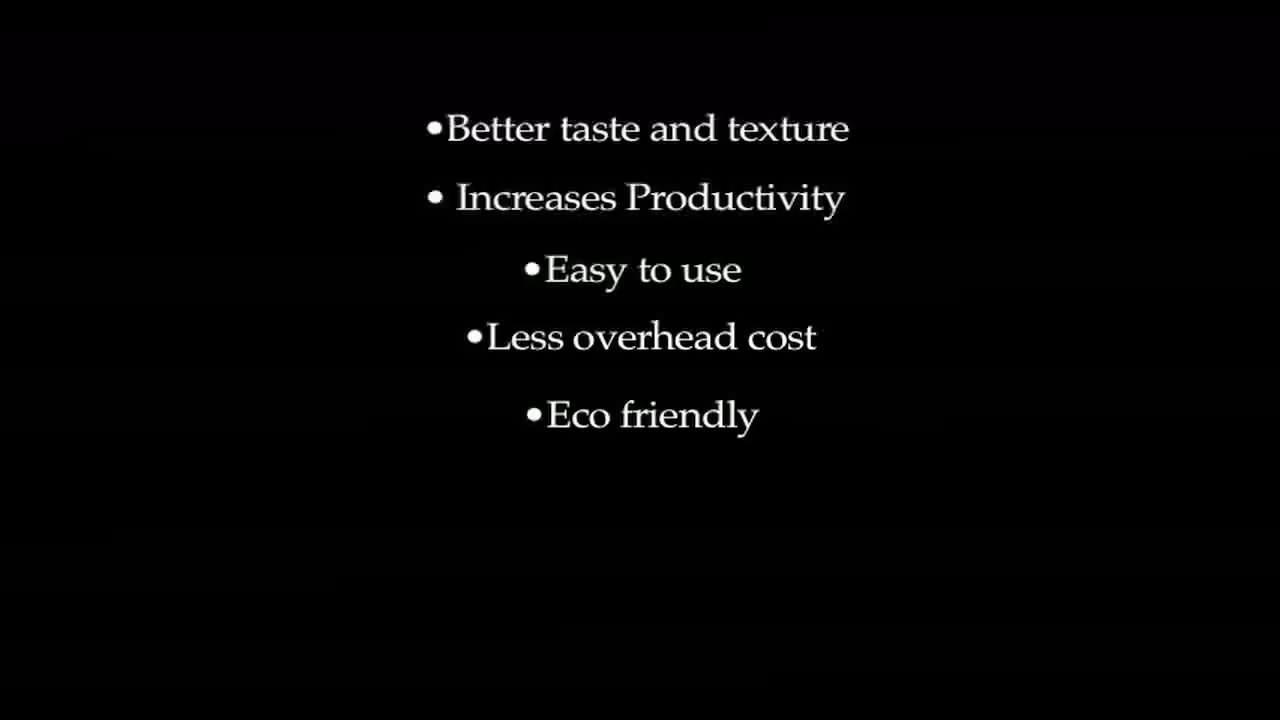 •Better taste and texture
• Increases Productivity
•Easy to use
•Less overhead cost
•Eco friendly